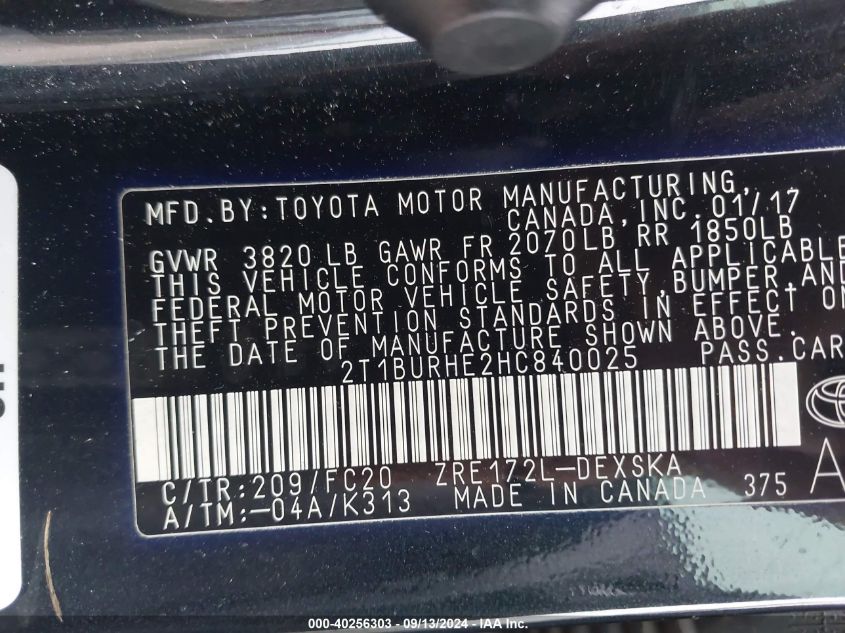 MFD.BY:TOYOTA MOTOR MANUFACTURING,
CANADA,INC. 01/17
GVWR 3820 LB GAWR FR 2070LB RR 1850LB
THIS VEHICLE CONFORMS TO ALL APPLICABLE
FEDERAL MOTOR VEHICLE SAFETY,BUMPER,AND
THEFT PREVENTION STANDARDS IN EFFECT ON
THE DATE OF MANUFACTURE SHOWN ABOVE.
2T1BURHE2HC840025 PASS.CAR
C/TR:209/FC20 ZRE172L-DEXSKA
A/TM:-04A/K313 MADE IN CANADA 375
A
000-40256303 - 09/13/2024 - IAA Inc.